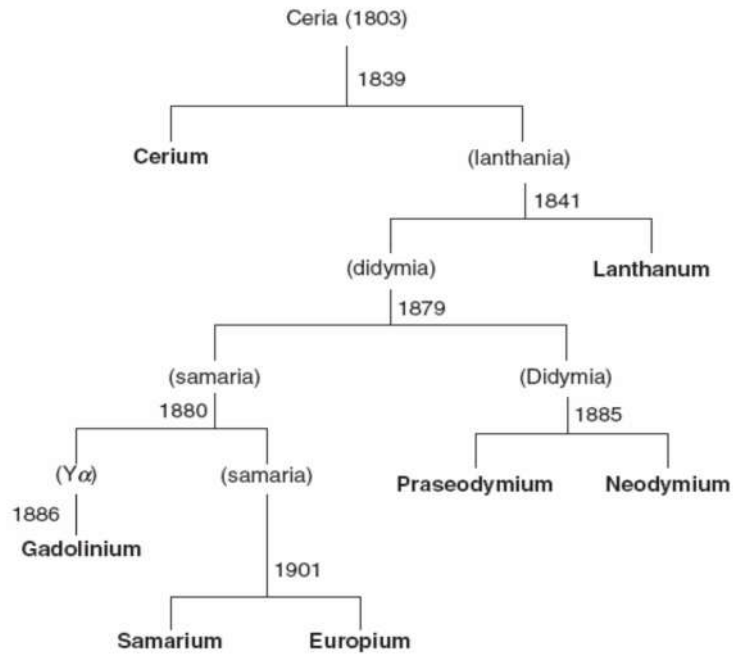 Ceria (1803)
1839
Cerium
(lanthania)
1841
(didymia)
Lanthanum
1879
(samaria)
(Didymia)
1880
1885
(Yα)
(samaria)
Praseodymium
Neodymium
1886
Gadolinium
1901
Samarium
Europium